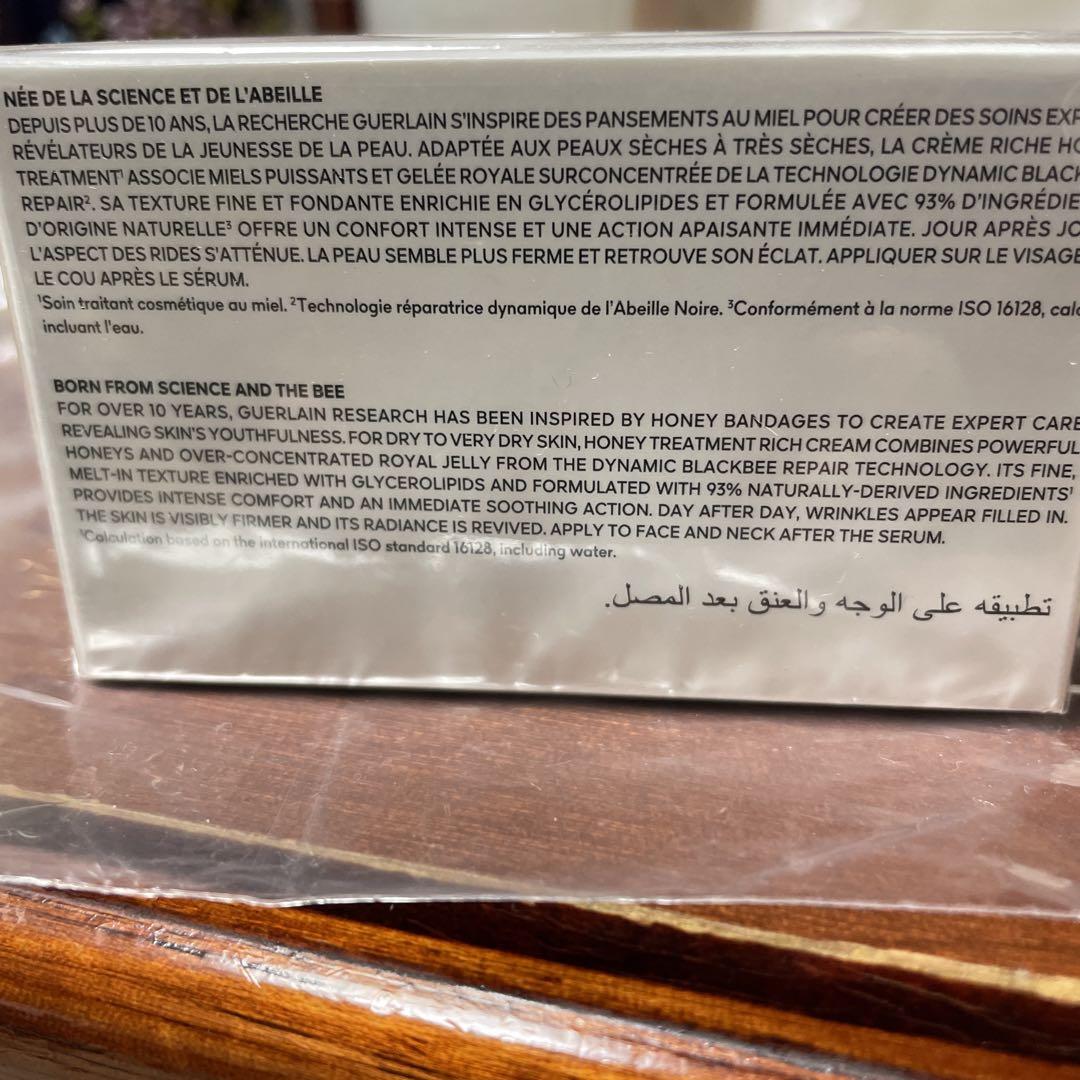 NÉE DE LA SCIENCE ET DE L'ABEILLE
DEPUIS PLUS DE 10 ANS, LA RECHERCHE GUERLAIN S'INSPIRE DES PANSEMENTS AU MIEL POUR CRÉER DES SOINS EXP
RÉVÉLATEURS DE LA JEUNESSE DE LA PEAU. ADAPTÉE AUX PEAUX SÈCHES À TRÈS SÈCHES, LA CRÈME RICHE HO
TREATMENT¹ ASSOCIE MIELS PUISSANTS ET GELÉE ROYALE SURCONCENTRÉE DE LA TECHNOLOGIE DYNAMIC BLACK
REPAIR². SA TEXTURE FINE ET FONDANTE ENRICHIE EN GLYCÉROLIPIDES ET FORMULÉE AVEC 93% D'INGRÉDIE
D'ORIGINE NATURELLE³ OFFRE UN CONFORT INTENSE ET UNE ACTION APAISANTE IMMÉDIATE. JOUR APRÈS JO
L'ASPECT DES RIDES S'ATTÉNUE. LA PEAU SEMBLE PLUS FERME ET RETROUVE SON ÉCLAT. APPLIQUER SUR LE VISAGE
LE COU APRÈS LE SÉRUM.
¹Soin traitant cosmétique au miel. ²Technologie réparatrice dynamique de l'Abeille Noire. ³Conformément à la norme ISO 16128, calc
incluant l'eau.
BORN FROM SCIENCE AND THE BEE
FOR OVER 10 YEARS, GUERLAIN RESEARCH HAS BEEN INSPIRED BY HONEY BANDAGES TO CREATE EXPERT CARE
REVEALING SKIN'S YOUTHFULNESS. FOR DRY TO VERY DRY SKIN, HONEY TREATMENT RICH CREAM COMBINES POWERFUL
HONEYS AND OVER-CONCENTRATED ROYAL JELLY FROM THE DYNAMIC BLACKBEE REPAIR TECHNOLOGY. ITS FINE,
MELT-IN TEXTURE ENRICHED WITH GLYCEROLIPIDS AND FORMULATED WITH 93% NATURALLY-DERIVED INGREDIENTS¹
PROVIDES INTENSE COMFORT AND AN IMMEDIATE SOOTHING ACTION. DAY AFTER DAY, WRINKLES APPEAR FILLED IN.
THE SKIN IS VISIBLY FIRMER AND ITS RADIANCE IS REVIVED. APPLY TO FACE AND NECK AFTER THE SERUM.
¹Calculation based on the international ISO standard 16128, including water.
تطبيقه على الوجه والعنق بعد المصل.